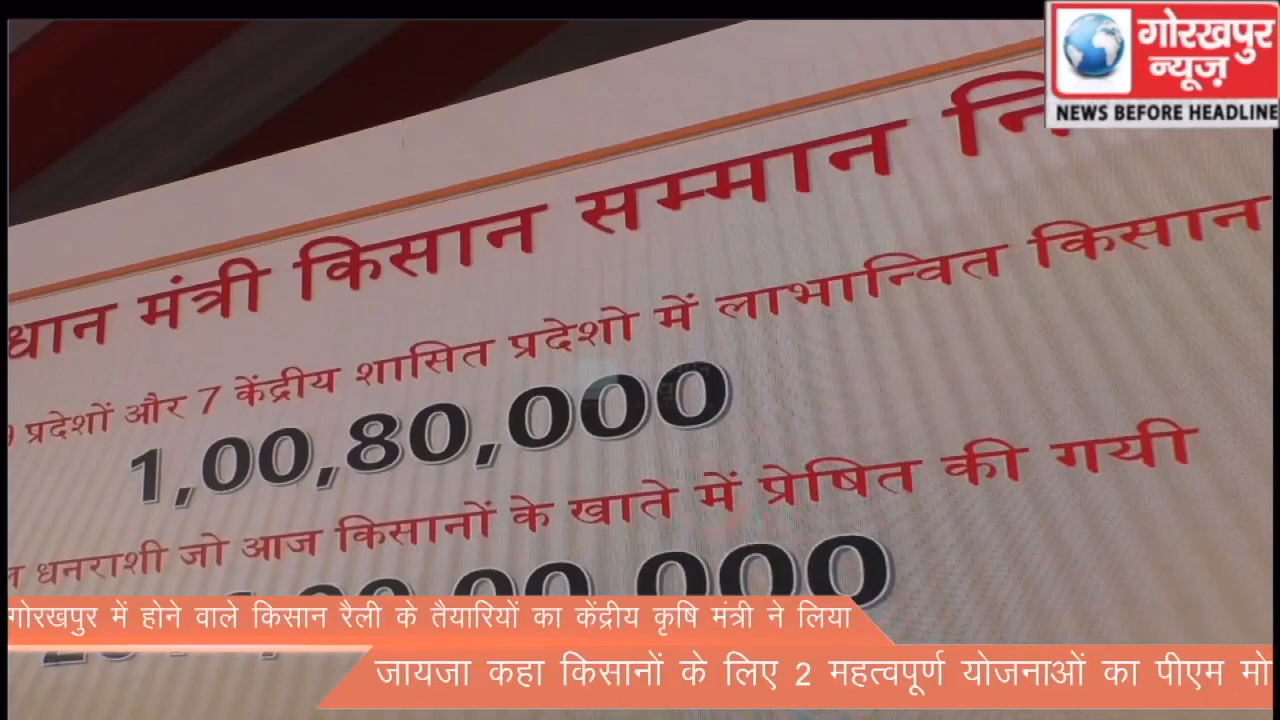 गोरखपुर
न्यूज़
NEWS BEFORE HEADLINE
धान मंत्री किसान सम्मान नि
प्रदेशों और 7 केंद्रीय शासित प्रदेशो में लाभान्वित किसान
1,00,80,000
धनराशी जो आज किसानों के खाते में प्रेषित की गयी
गोरखपुर में होने वाले किसान रैली के तैयारियों का केंद्रीय कृषि मंत्री ने लिया
जायजा कहा किसानों के लिए 2 महत्वपूर्ण योजनाओं का पीएम मो